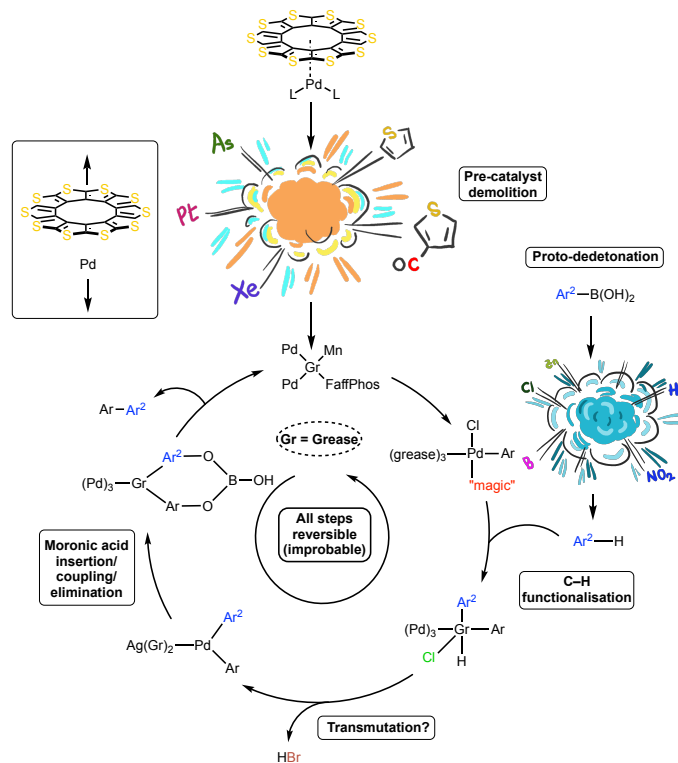 S S S S S S S S
Pd
L L
As
S
Pre-catalyst
demolition
Pt
S
OC
Xe
S S S S S S S S
Pd
Proto-dedetonation
Ar²–B(OH)₂
Zn
Cl
H
B
NO₂
Pd Mn
Gr
Pd FaffPhos
Ar–Ar²
Gr = Grease
Cl
(grease)₃–Pd–Ar
"magic"
Ar² O
(Pd)₃ B–OH
Gr
Ar O
All steps
reversible
(improbable)
Ar²–H
Moronic acid
insertion/
coupling/
elimination
C–H
functionalisation
Ar²
(Pd)₃–Gr–Ar
Cl
H
Ar²
Ag(Gr)₂–Pd
Ar
Transmutation?
HBr